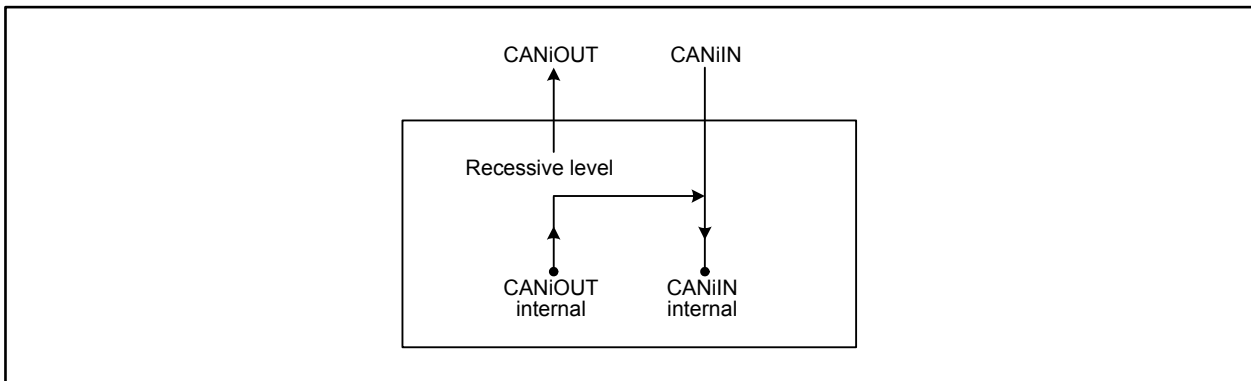 CANiOUT CANiIN
Recessive level
CANiOUT CANiIN
internal internal